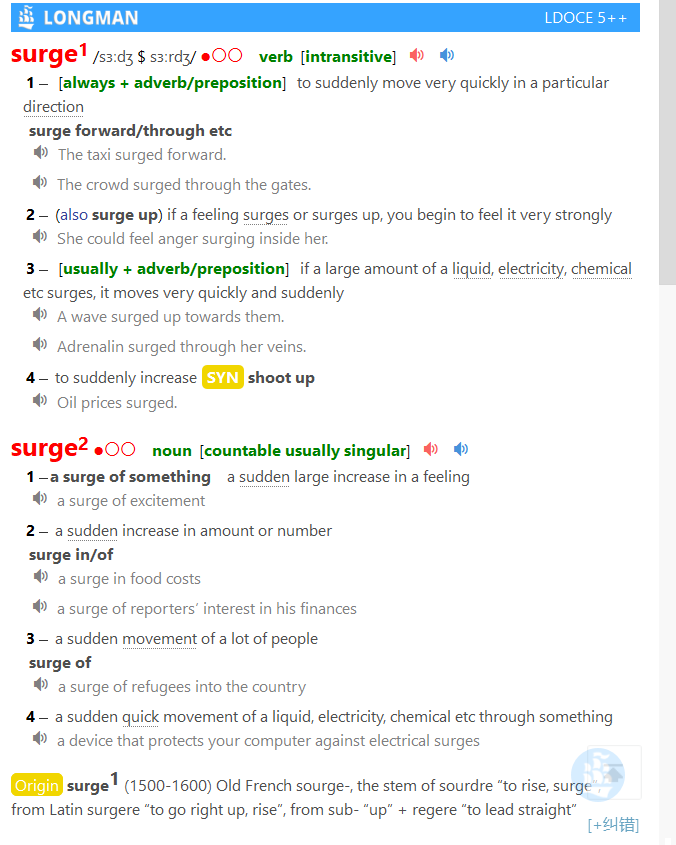 LONGMAN LDOCE 5++
surge1 /sɜːdʒ $ sɜːrdʒ/ ●○○ verb [intransitive]
1 – [always + adverb/preposition] to suddenly move very quickly in a particular
direction
surge forward/through etc
The taxi surged forward.
The crowd surged through the gates.
2 – (also surge up) if a feeling surges or surges up, you begin to feel it very strongly
She could feel anger surging inside her.
3 – [usually + adverb/preposition] if a large amount of a liquid, electricity, chemical
etc surges, it moves very quickly and suddenly
A wave surged up towards them.
Adrenalin surged through her veins.
4 – to suddenly increase SYN shoot up
Oil prices surged.
surge2 ●○○ noun [countable usually singular]
1 – a surge of something a sudden large increase in a feeling
a surge of excitement
2 – a sudden increase in amount or number
surge in/of
a surge in food costs
a surge of reporters’ interest in his finances
3 – a sudden movement of a lot of people
surge of
a surge of refugees into the country
4 – a sudden quick movement of a liquid, electricity, chemical etc through something
a device that protects your computer against electrical surges
Origin surge1 (1500-1600) Old French sourge-, the stem of sourdre “to rise, surge”,
from Latin surgere “to go right up, rise”, from sub- “up” + regere “to lead straight”
[+纠错]